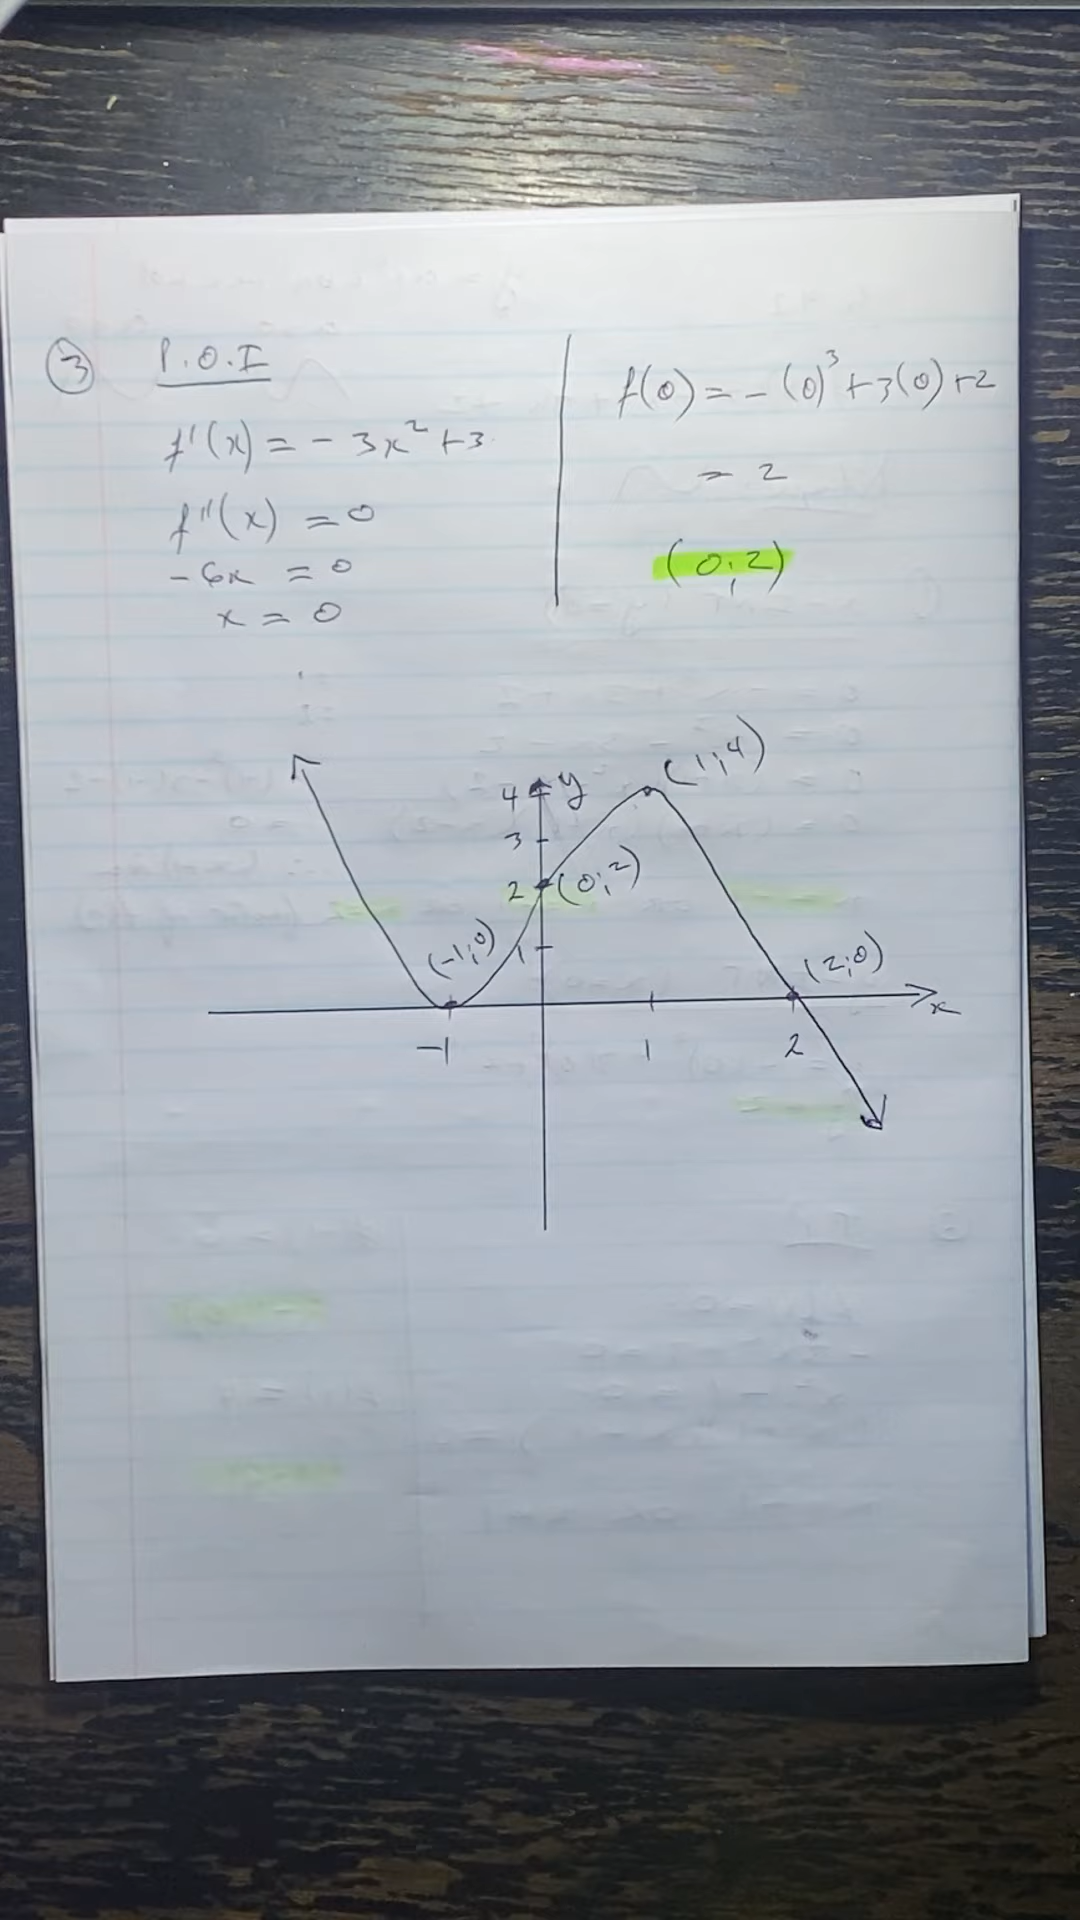 ③ P.O.I
f'(x) = - 3x² + 3
f''(x) = 0
- 6x = 0
x = 0
f(0) = - (0)³ + 3(0) + 2
= 2
(0;2)
(1;4)
4 y
3
2 (0;2)
(-1;0) 1
(2;0)
x
-1 1 2